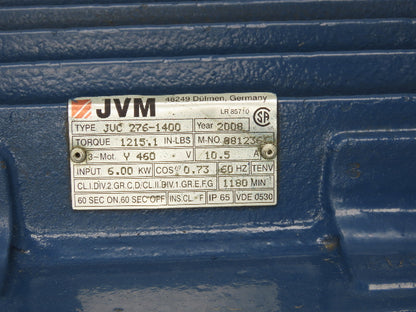 48249 Dülmen, Germany
JVM LR 85710
TYPE JUC 276-1400 Year 2008
TORQUE 1215.1 IN-LBS M-NO.
3-Mot. Y 460 V 10.5 A
INPUT 6.00 KW COS 0.73 60 HZ TENV
CL.I.DIV.2.GR.C.D/CL.II.DIV.1.GR.E.F.G 1180 MIN
60 SEC ON.60 SEC OFF INS.CL-F IP 65 VDE 0530